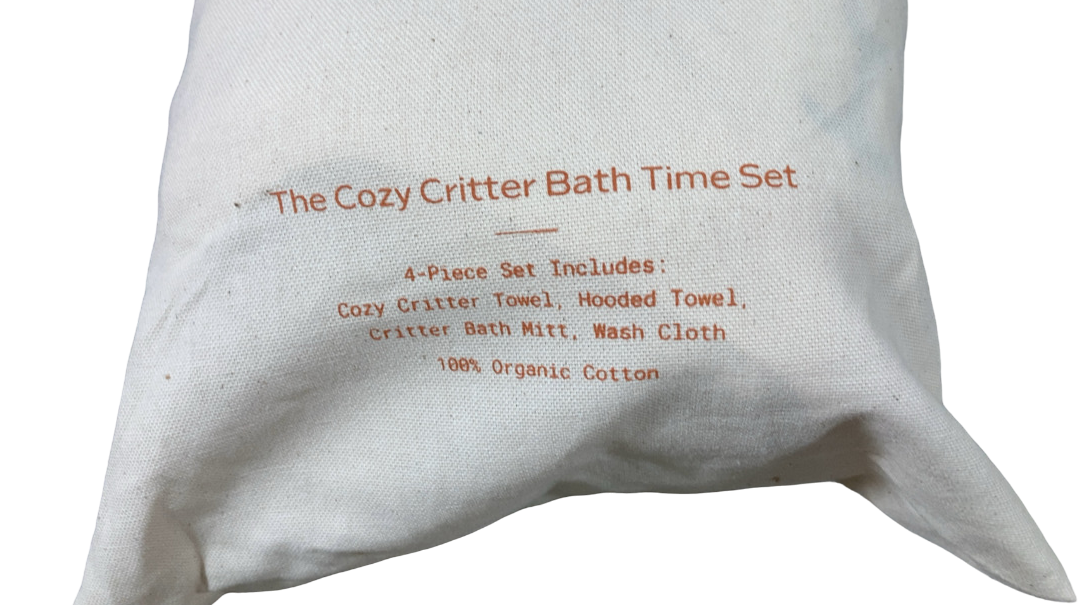 The Cozy Critter Bath Time Set
4-Piece Set Includes:
Cozy Critter Towel, Hooded Towel,
Critter Bath Mitt, Wash Cloth
100% Organic Cotton